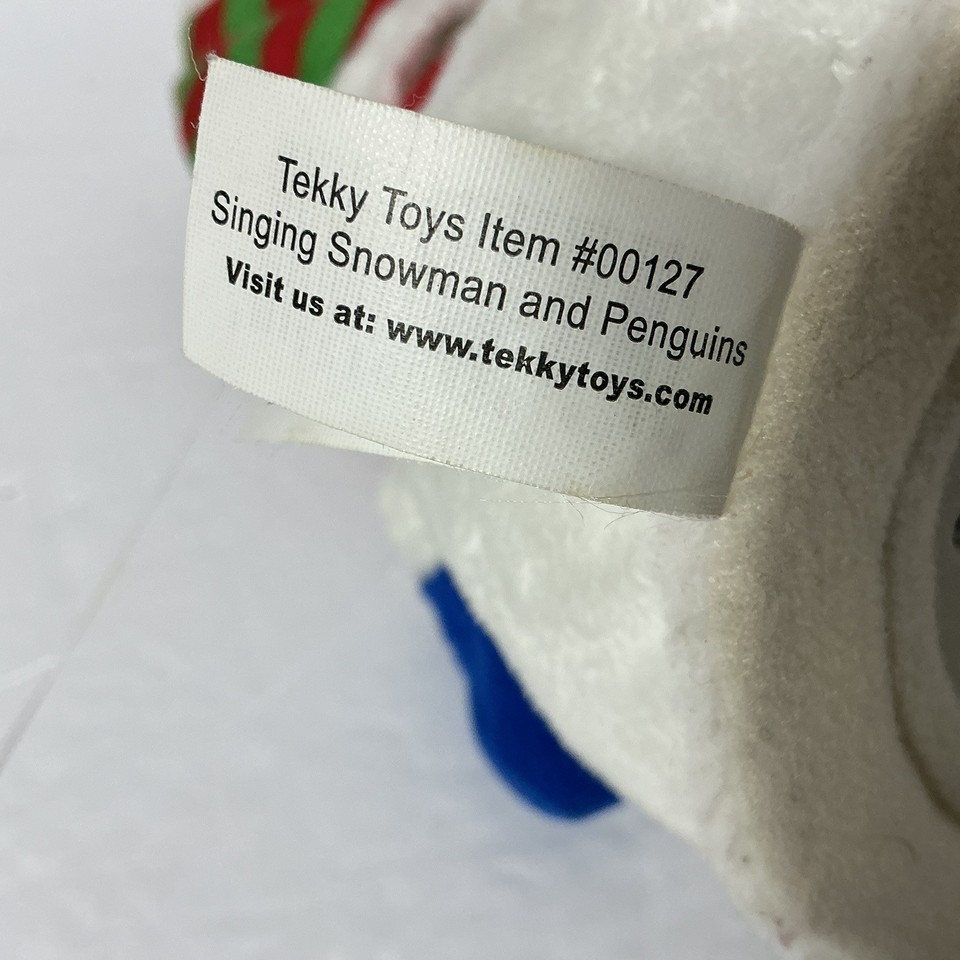 Tekky Toys Item #00127
Singing Snowman and Penguins
Visit us at: www.tekkytoys.com